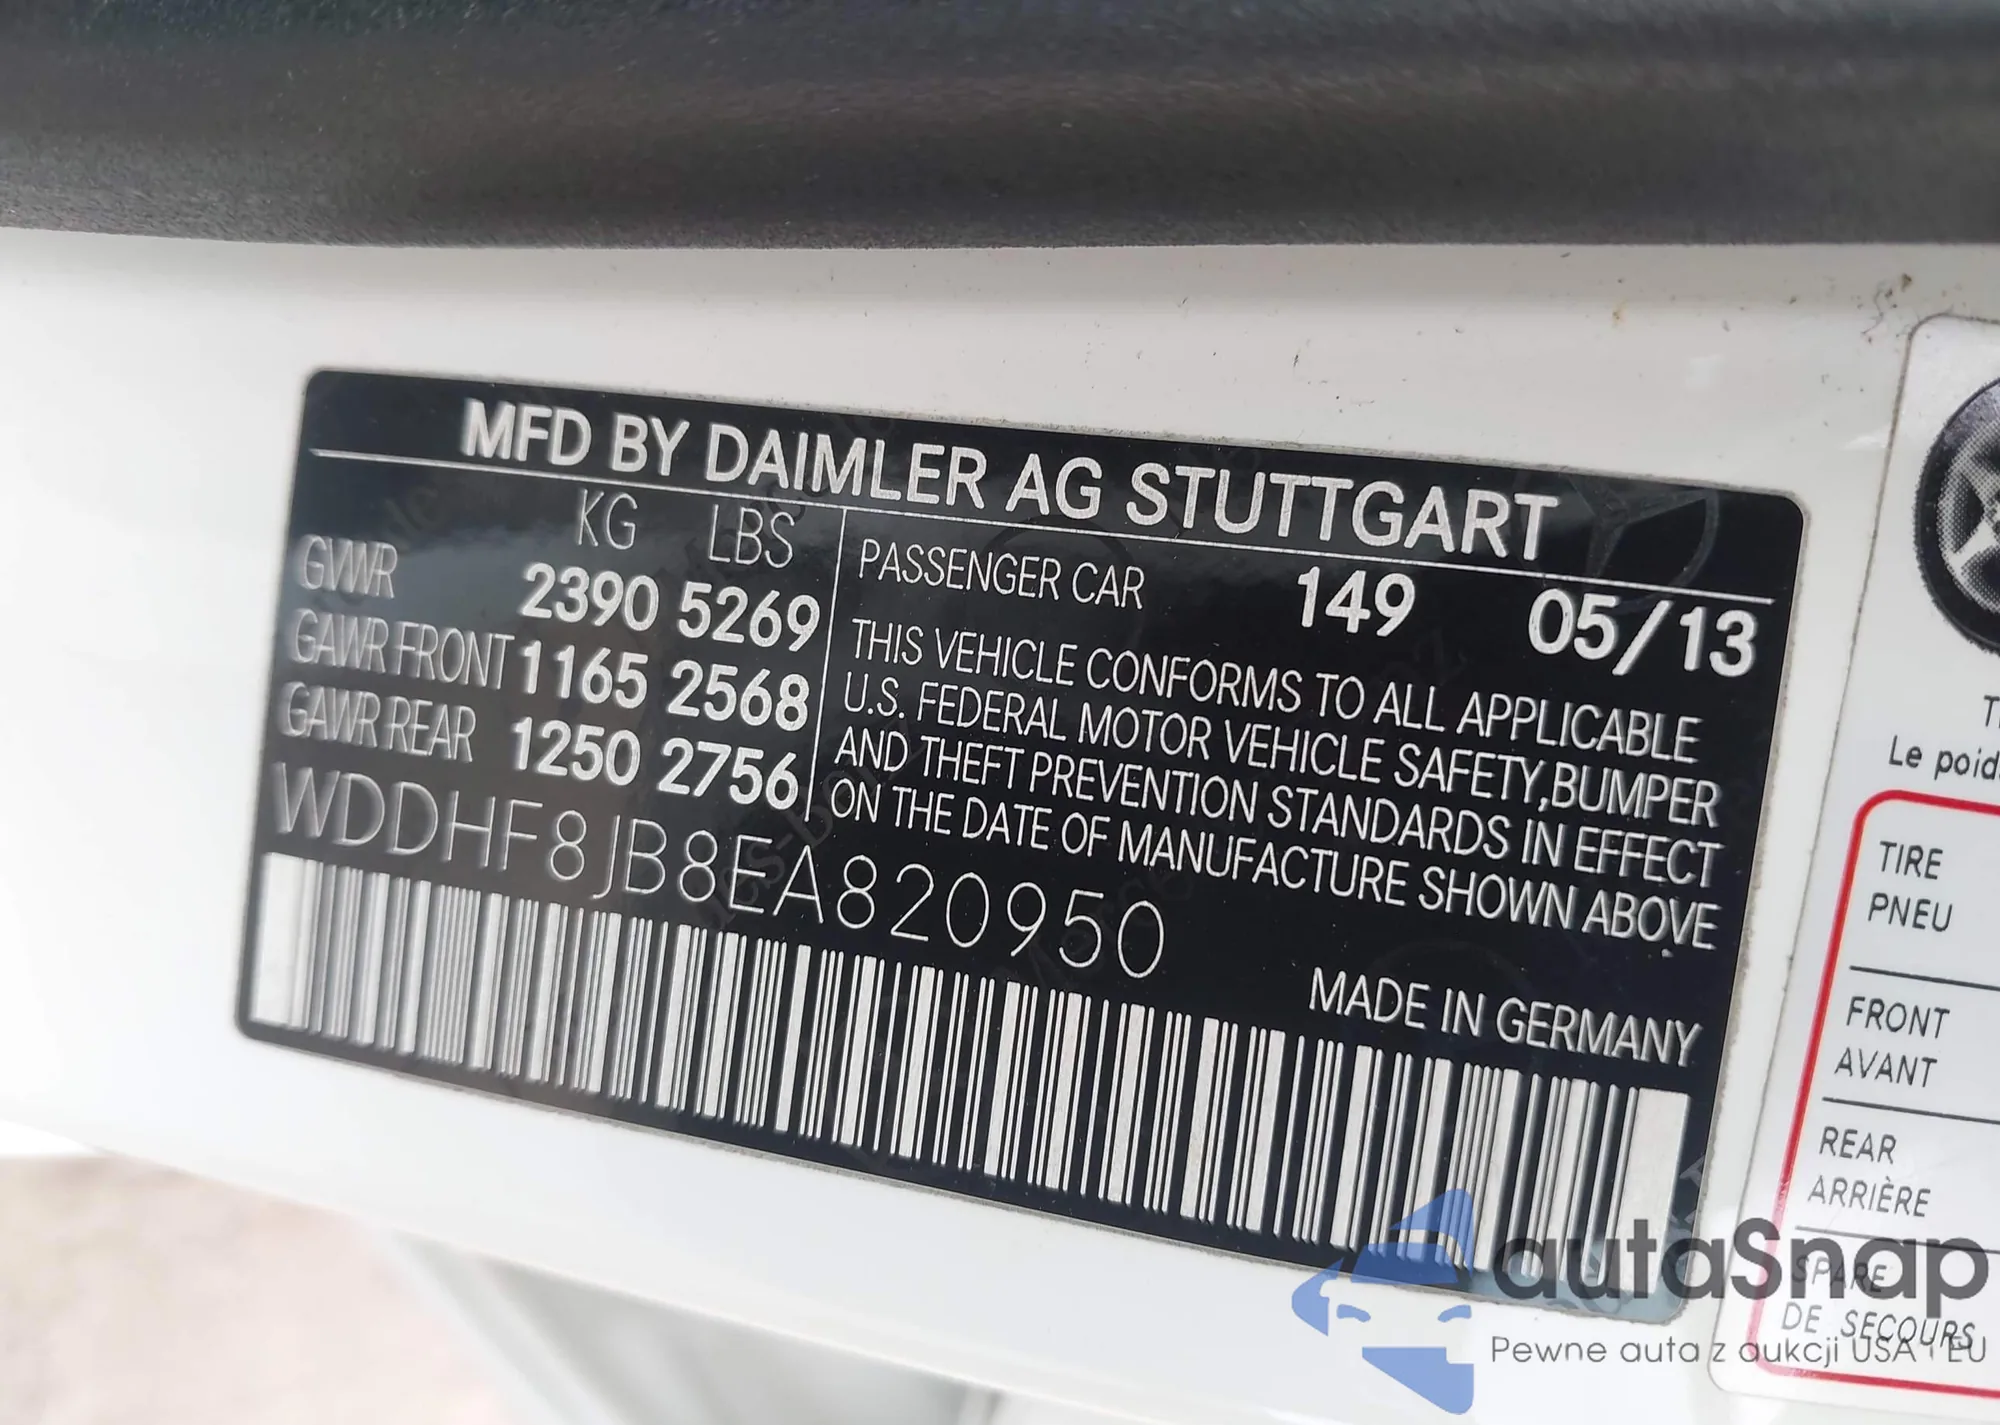 MFD BY DAIMLER AG STUTTGART
KG LBS
GVWR 2390 5269
GAWR FRONT 1165 2568
GAWR REAR 1250 2756
PASSENGER CAR 149 05/13
THIS VEHICLE CONFORMS TO ALL APPLICABLE
U.S. FEDERAL MOTOR VEHICLE SAFETY,BUMPER
AND THEFT PREVENTION STANDARDS IN EFFECT
ON THE DATE OF MANUFACTURE SHOWN ABOVE
WDDHF8JB8EA820950
MADE IN GERMANY
Le
TIRE
PNEU
FRONT
AVANT
REAR
ARRIÈRE
SPARE
DE SECOURS
autaSnap
Pewne auta z aukcji USA i EU